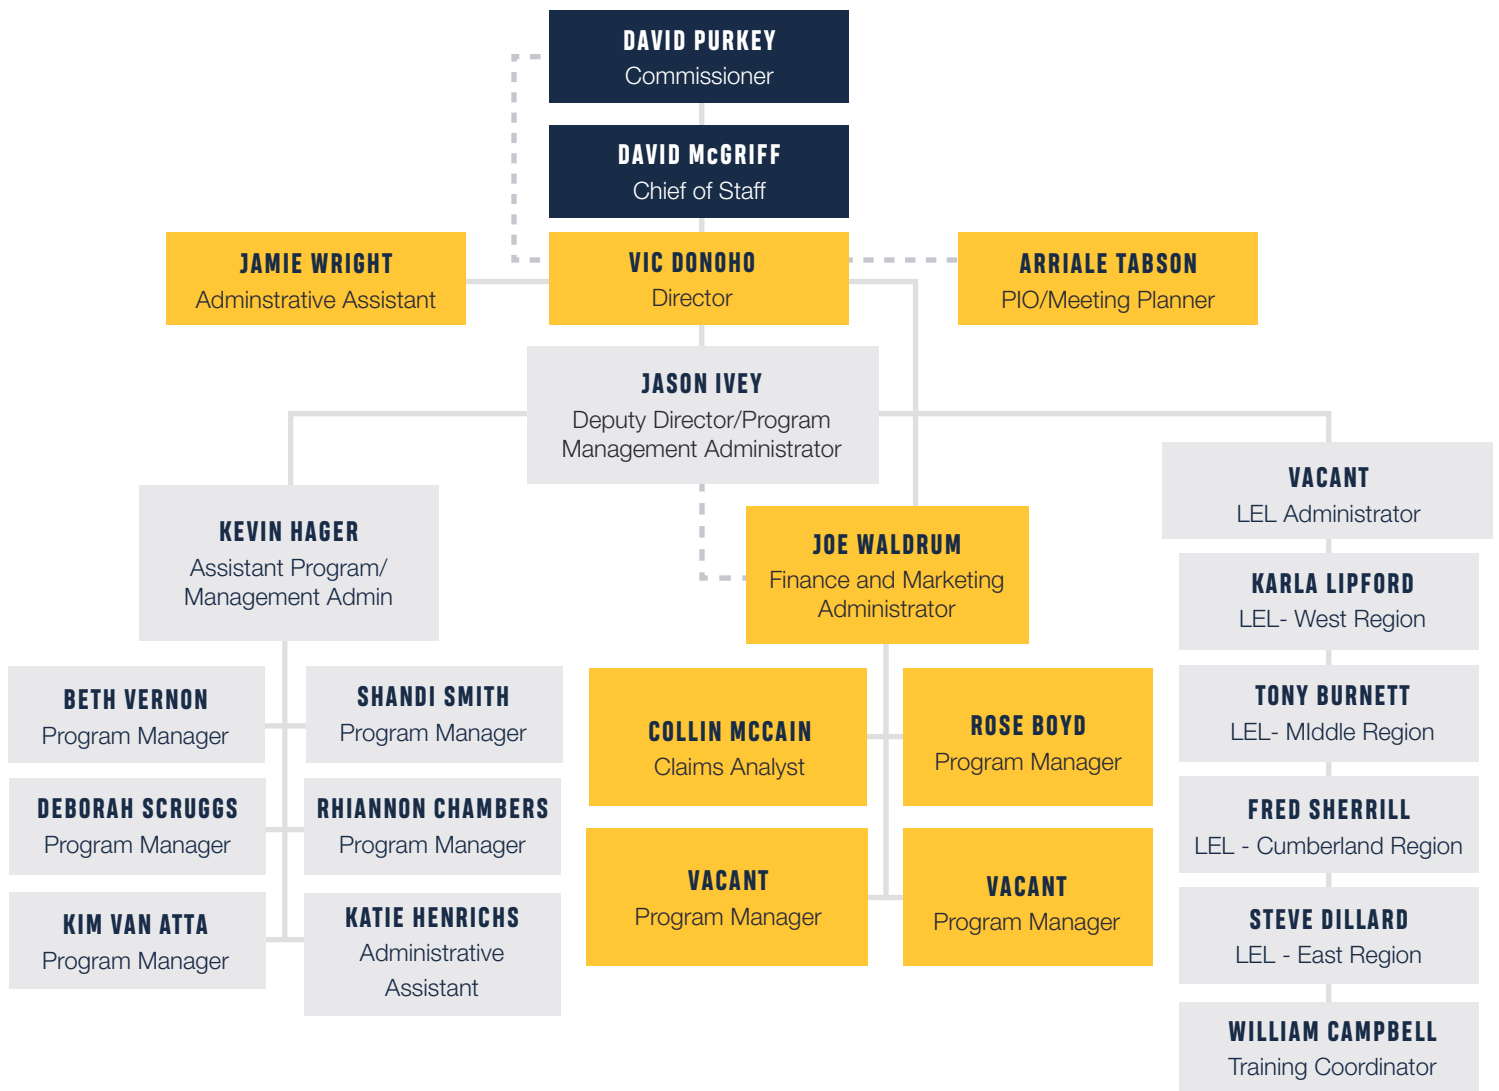 DAVID PURKEY
Commissioner
DAVID McGRIFF
Chief of Staff
JAMIE WRIGHT
Adminstrative Assistant
VIC DONOHO
Director
ARRIALE TABSON
PIO/Meeting Planner
JASON IVEY
Deputy Director/Program
Management Administrator
KEVIN HAGER
Assistant Program/
Management Admin
JOE WALDRUM
Finance and Marketing
Administrator
VACANT
LEL Administrator
BETH VERNON
Program Manager
SHANDI SMITH
Program Manager
DEBORAH SCRUGGS
Program Manager
RHIANNON CHAMBERS
Program Manager
KIM VAN ATTA
Program Manager
KATIE HENRICHS
Administrative
Assistant
COLLIN MCCAIN
Claims Analyst
ROSE BOYD
Program Manager
VACANT
Program Manager
VACANT
Program Manager
KARLA LIPFORD
LEL- West Region
TONY BURNETT
LEL- MIddle Region
FRED SHERRILL
LEL - Cumberland Region
STEVE DILLARD
LEL - East Region
WILLIAM CAMPBELL
Training Coordinator